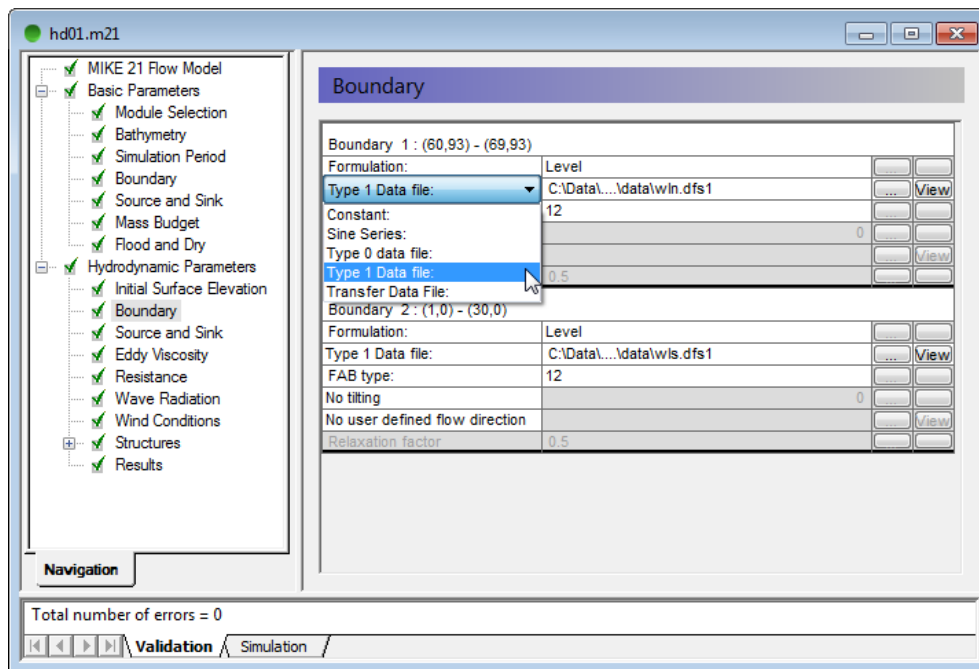 hd01.m21
MIKE 21 Flow Model
Basic Parameters
Module Selection
Bathymetry
Simulation Period
Boundary
Source and Sink
Mass Budget
Flood and Dry
Hydrodynamic Parameters
Initial Surface Elevation
Boundary
Source and Sink
Eddy Viscosity
Resistance
Wave Radiation
Wind Conditions
Structures
Results
Navigation
Boundary
Boundary 1 : (60,93) - (69,93)
Formulation: Level ... 
Type 1 Data file: C:\Data\....\data\wln.dfs1 ... View
Constant: 12
Sine Series: 0 ...
Type 0 data file: ... View
Type 1 Data file: 0.5
Transfer Data File:
Boundary 2 : (1,0) - (30,0)
Formulation: Level ...
Type 1 Data file: C:\Data\....\data\wls.dfs1 ... View
FAB type: 12
No tilting 0 ...
No user defined flow direction ... View
Relaxation factor 0.5
Total number of errors = 0
Validation Simulation